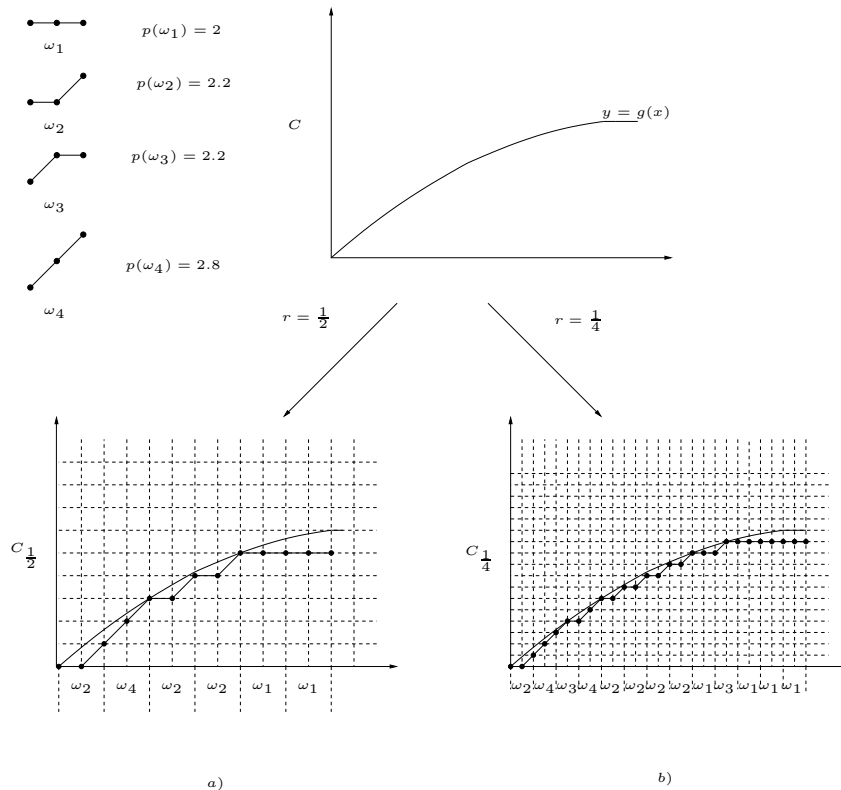 p(ω₁) = 2
ω₁
p(ω₂) = 2.2
ω₂
p(ω₃) = 2.2
ω₃
p(ω₄) = 2.8
ω₄
C
y = g(x)
r = 1/2
r = 1/4
C 1/2
ω₂ ω₄ ω₂ ω₂ ω₁ ω₁
a)
C 1/4
ω₂ ω₄ ω₃ ω₄ ω₂ ω₂ ω₂ ω₂ ω₁ ω₃ ω₁ ω₁ ω₁
b)